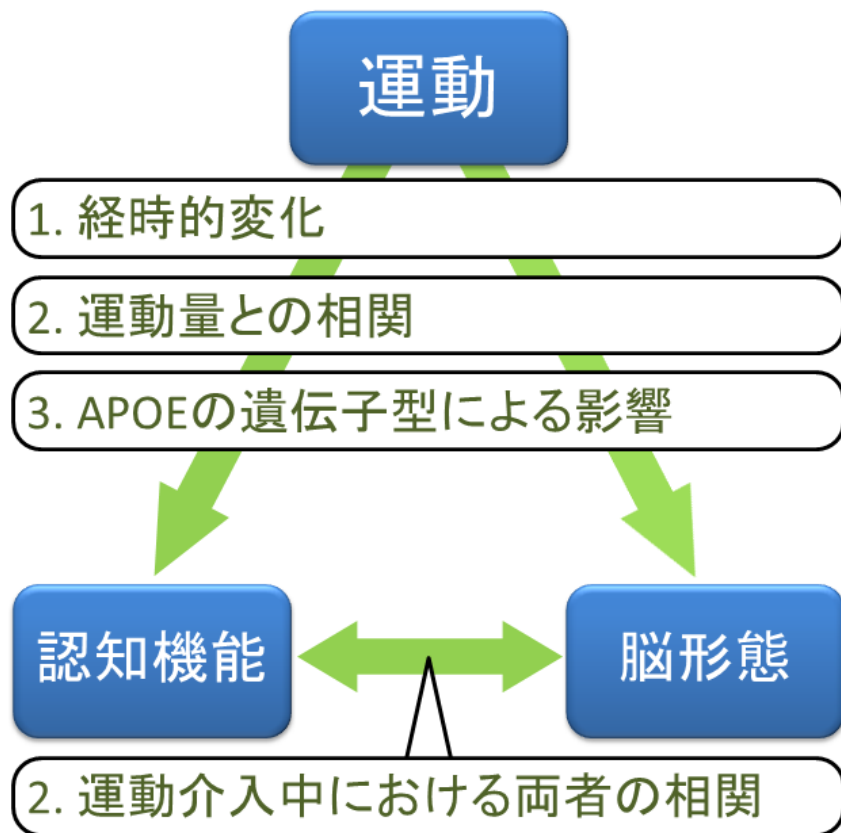 運動
1. 経時的変化
2. 運動量との相関
3. APOEの遺伝子型による影響
認知機能
脳形態
2. 運動介入中における両者の相関